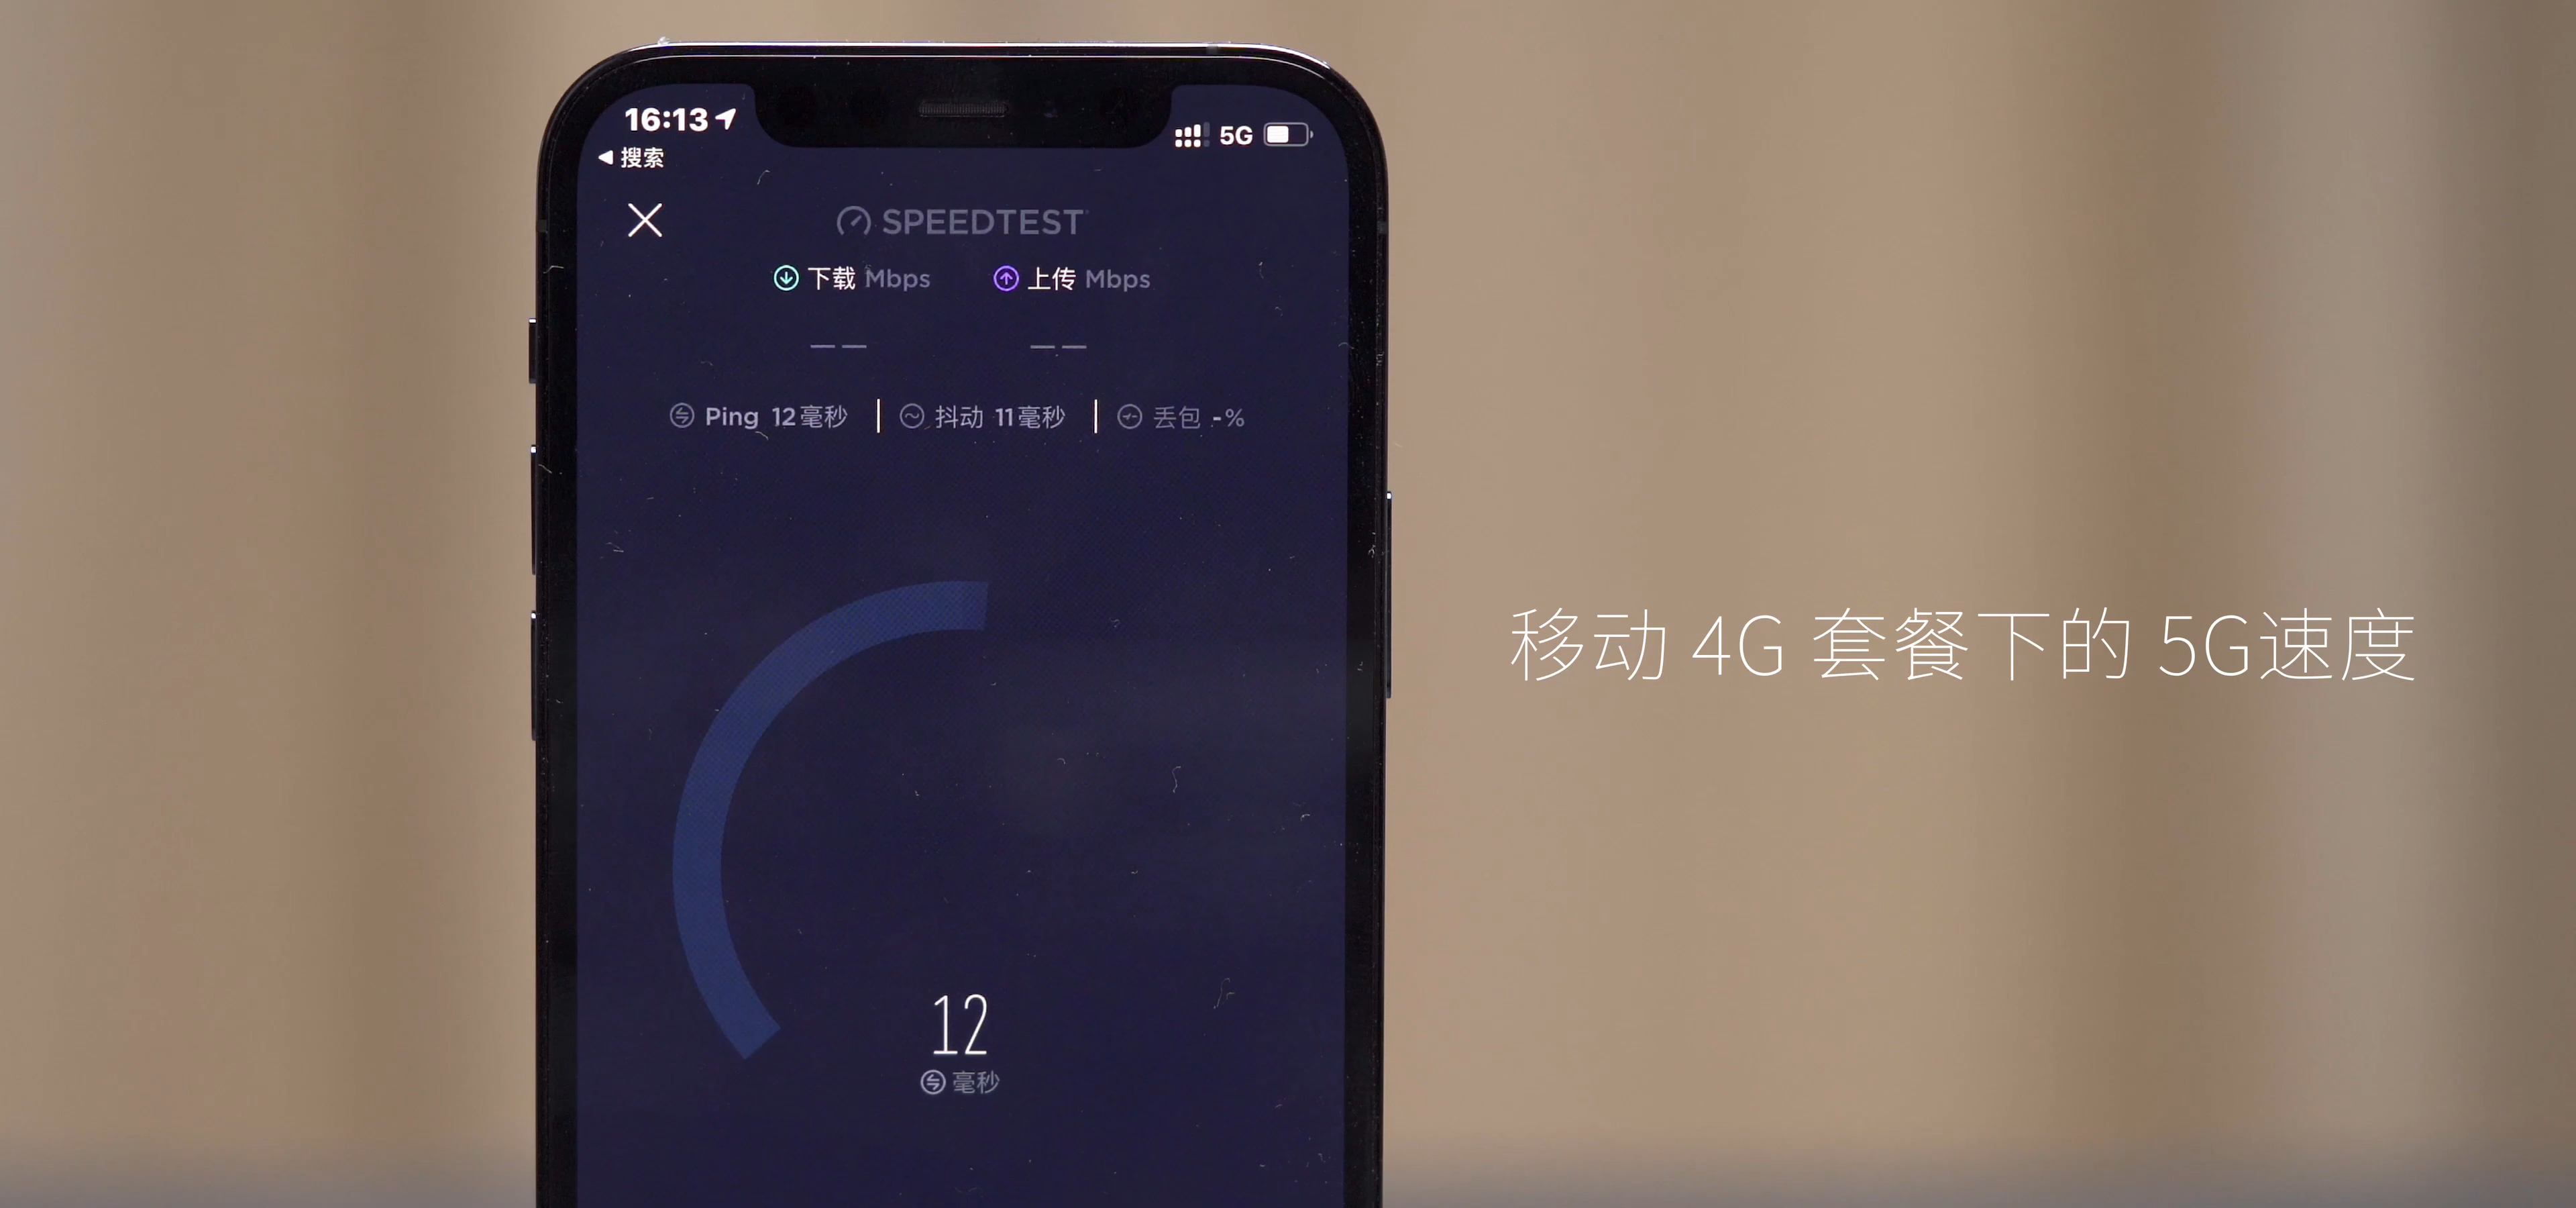 16:13
5G
搜索
SPEEDTEST
下载 Mbps 上传 Mbps
—— ——
Ping 12毫秒 抖动 11毫秒 丢包 -%
移动 4G 套餐下的 5G速度
12
毫秒